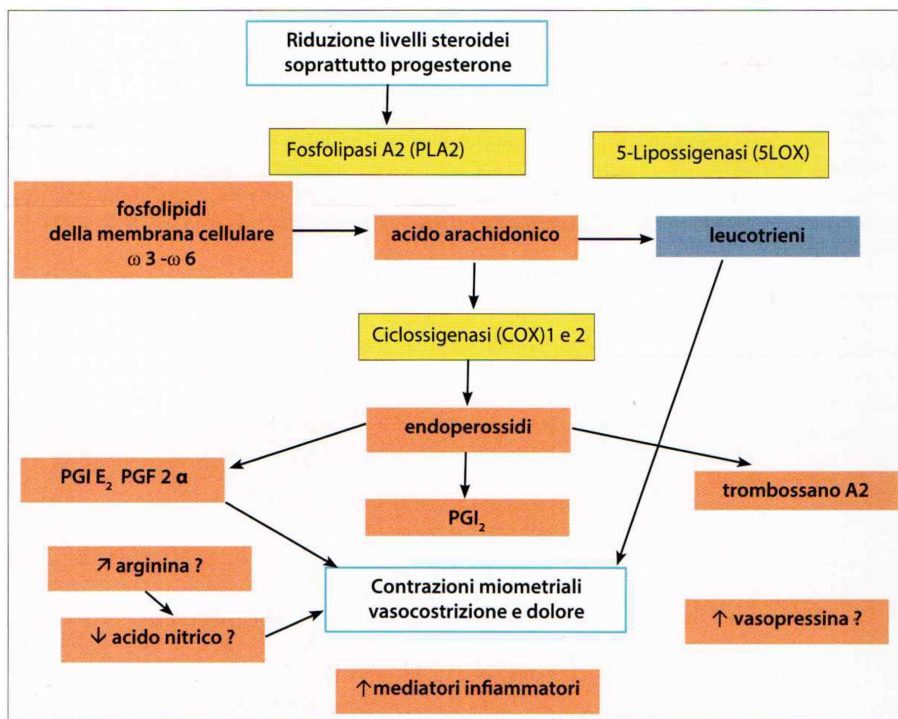 Riduzione livelli steroidei
soprattutto progesterone
Fosfolipasi A2 (PLA2)
5-Lipossigenasi (5LOX)
fosfolipidi
della membrana cellulare
ω 3 -ω 6
acido arachidonico
leucotrieni
Ciclossigenasi (COX)1 e 2
endoperossidi
PGI E₂ PGF 2 α
PGI₂
trombossano A2
↗ arginina ?
Contrazioni miometriali
vasocostrizione e dolore
↓ acido nitrico ?
↑ vasopressina ?
↑mediatori infiammatori